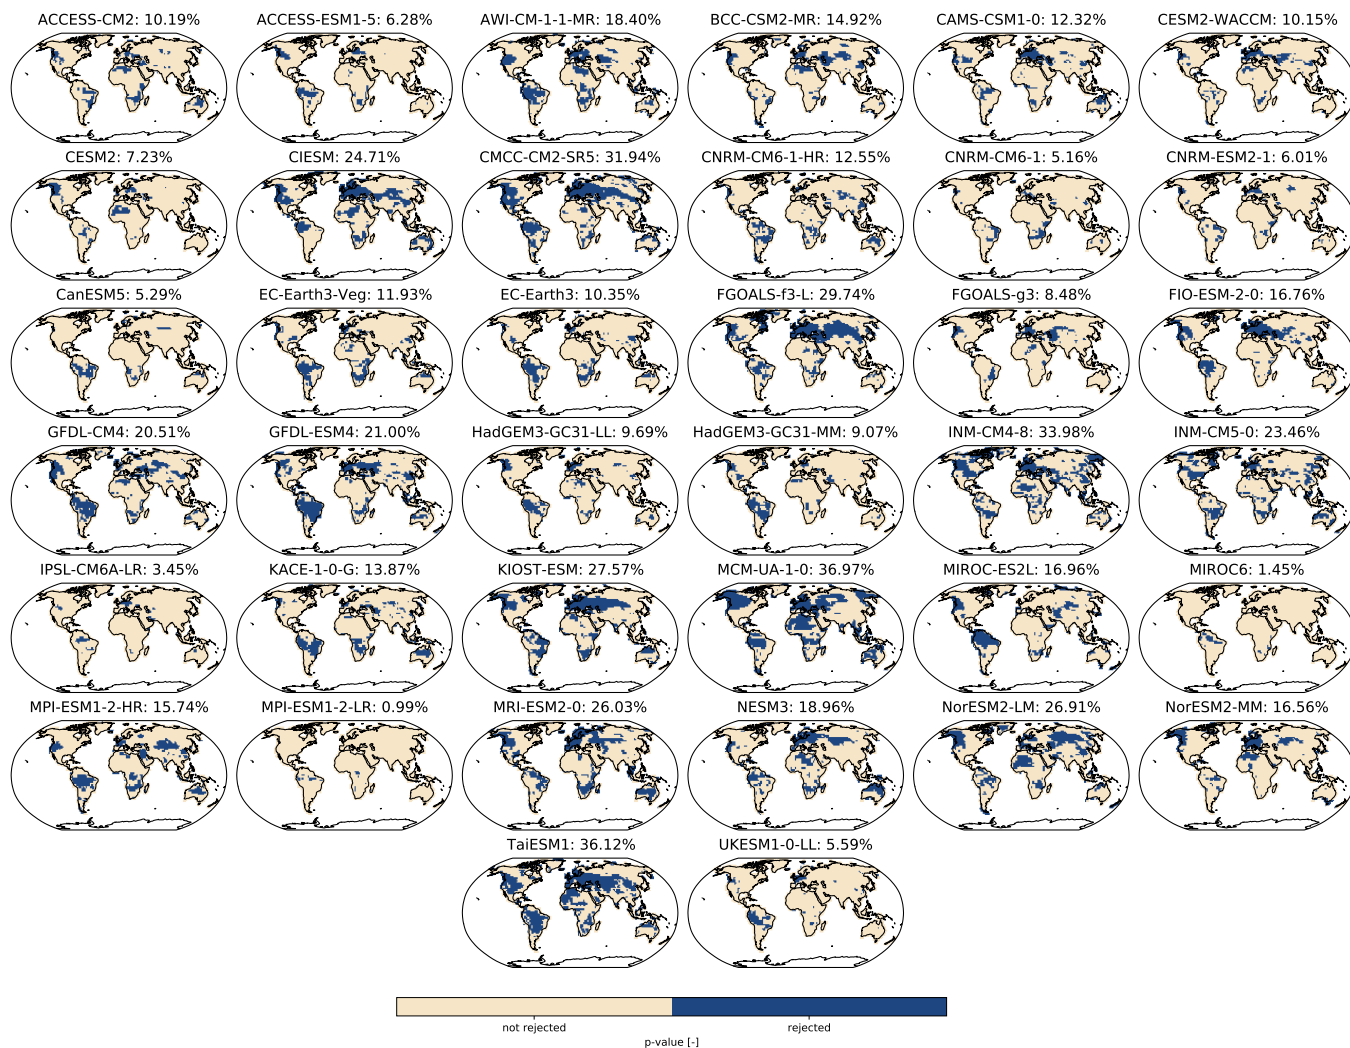 ACCESS-CM2: 10.19%
ACCESS-ESM1-5: 6.28%
AWI-CM-1-1-MR: 18.40%
BCC-CSM2-MR: 14.92%
CAMS-CSM1-0: 12.32%
CESM2-WACCM: 10.15%
CESM2: 7.23%
CIESM: 24.71%
CMCC-CM2-SR5: 31.94%
CNRM-CM6-1-HR: 12.55%
CNRM-CM6-1: 5.16%
CNRM-ESM2-1: 6.01%
CanESM5: 5.29%
EC-Earth3-Veg: 11.93%
EC-Earth3: 10.35%
FGOALS-f3-L: 29.74%
FGOALS-g3: 8.48%
FIO-ESM-2-0: 16.76%
GFDL-CM4: 20.51%
GFDL-ESM4: 21.00%
HadGEM3-GC31-LL: 9.69%
HadGEM3-GC31-MM: 9.07%
INM-CM4-8: 33.98%
INM-CM5-0: 23.46%
IPSL-CM6A-LR: 3.45%
KACE-1-0-G: 13.87%
KIOST-ESM: 27.57%
MCM-UA-1-0: 36.97%
MIROC-ES2L: 16.96%
MIROC6: 1.45%
MPI-ESM1-2-HR: 15.74%
MPI-ESM1-2-LR: 0.99%
MRI-ESM2-0: 26.03%
NESM3: 18.96%
NorESM2-LM: 26.91%
NorESM2-MM: 16.56%
TaiESM1: 36.12%
UKESM1-0-LL: 5.59%
not rejected
rejected
p-value [-]